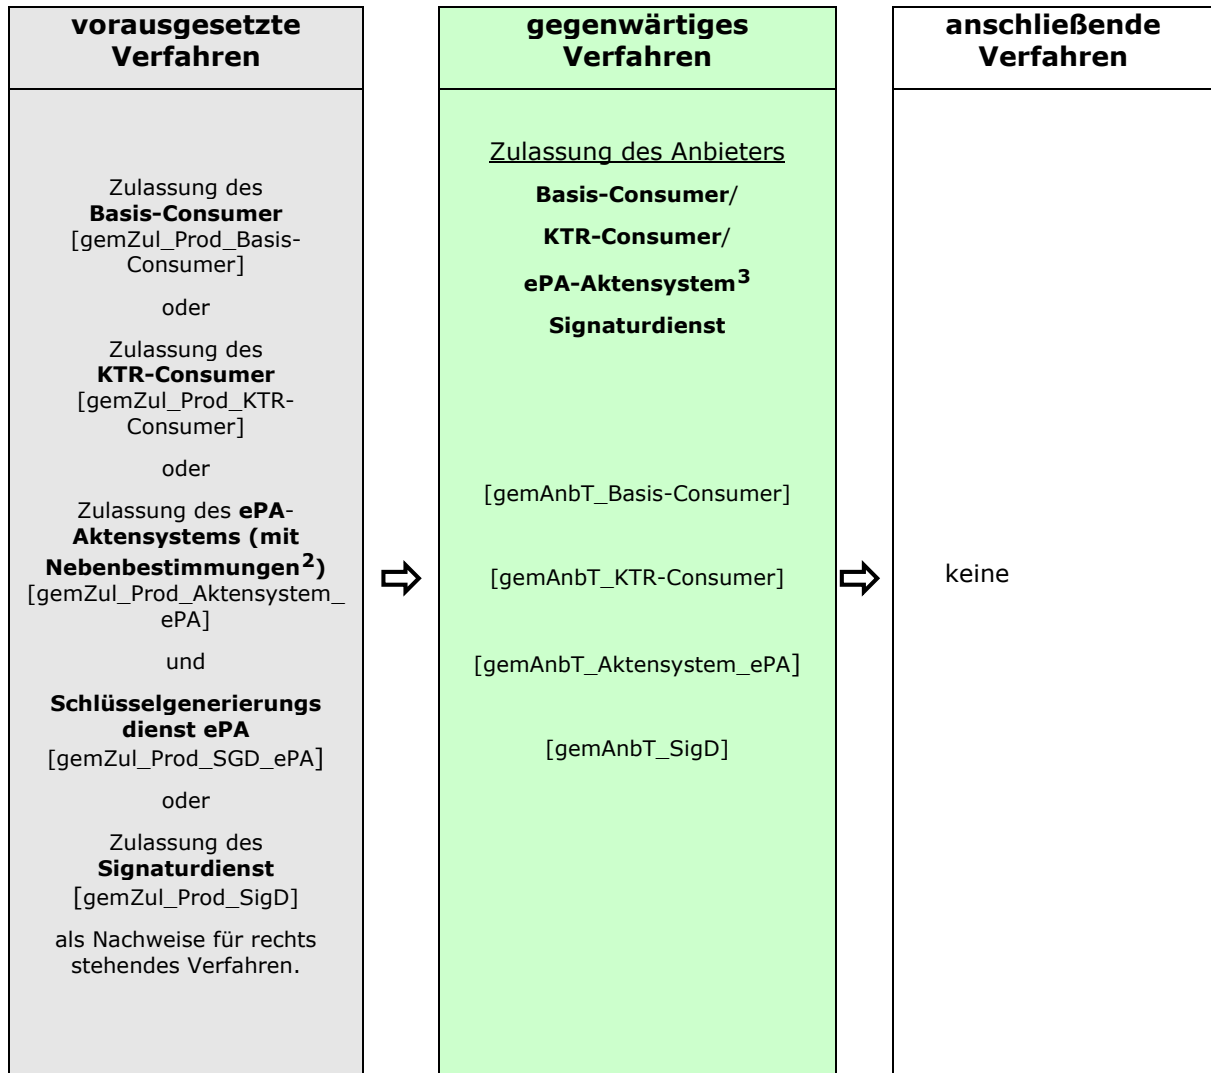 vorausgesetzte
Verfahren
Zulassung des
Basis-Consumer
[gemZul_Prod_Basis-
Consumer]
oder
Zulassung des
KTR-Consumer
[gemZul_Prod_KTR-
Consumer]
oder
Zulassung des ePA-
Aktensystems (mit
Nebenbestimmungen2)
[gemZul_Prod_Aktensystem_
ePA]
und
Schlüsselgenerierungs
dienst ePA
[gemZul_Prod_SGD_ePA]
oder
Zulassung des
Signaturdienst
[gemZul_Prod_SigD]
als Nachweise für rechts
stehendes Verfahren.
gegenwärtiges
Verfahren
Zulassung des Anbieters
Basis-Consumer/
KTR-Consumer/
ePA-Aktensystem3
Signaturdienst
[gemAnbT_Basis-Consumer]
[gemAnbT_KTR-Consumer]
[gemAnbT_Aktensystem_ePA]
[gemAnbT_SigD]
anschließende
Verfahren
keine